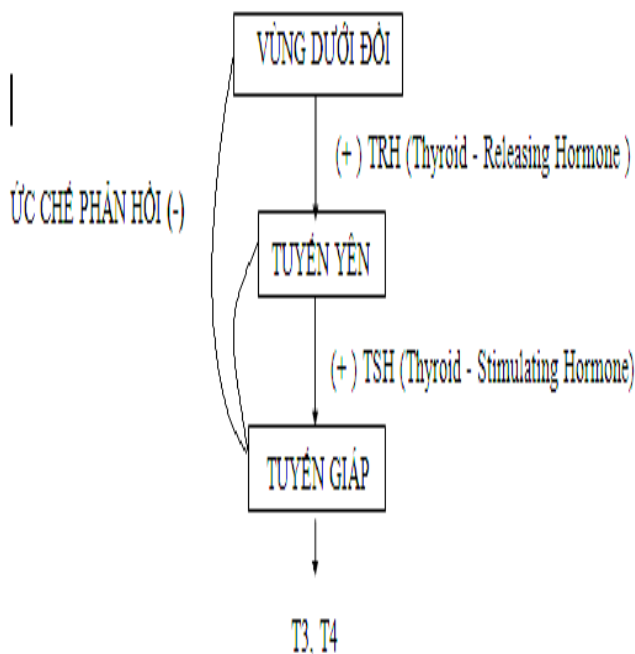 VÙNG DƯỚI ĐỒI
(+) TRH (Thyroid - Releasing Hormone )
ỨC CHẾ PHẢN HỒI (-)
TUYẾN YÊN
(+) TSH (Thyroid - Stimulating Hormone)
TUYẾN GIÁP
T3, T4